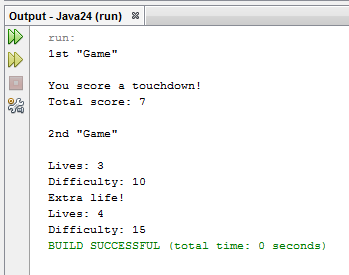 Output - Java24 (run)
run:
1st "Game"
You score a touchdown!
Total score: 7
2nd "Game"
Lives: 3
Difficulty: 10
Extra life!
Lives: 4
Difficulty: 15
BUILD SUCCESSFUL (total time: 0 seconds)